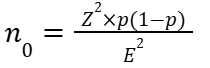 n₀ = Z²×p(1−p) / E²